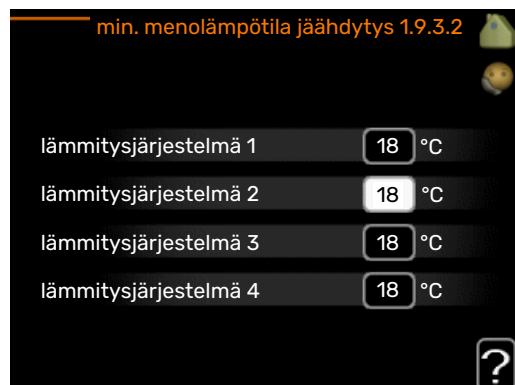 min. menolämpötila jäähdytys 1.9.3.2
lämmitysjärjestelmä 1 18 °C
lämmitysjärjestelmä 2 18 °C
lämmitysjärjestelmä 3 18 °C
lämmitysjärjestelmä 4 18 °C
?